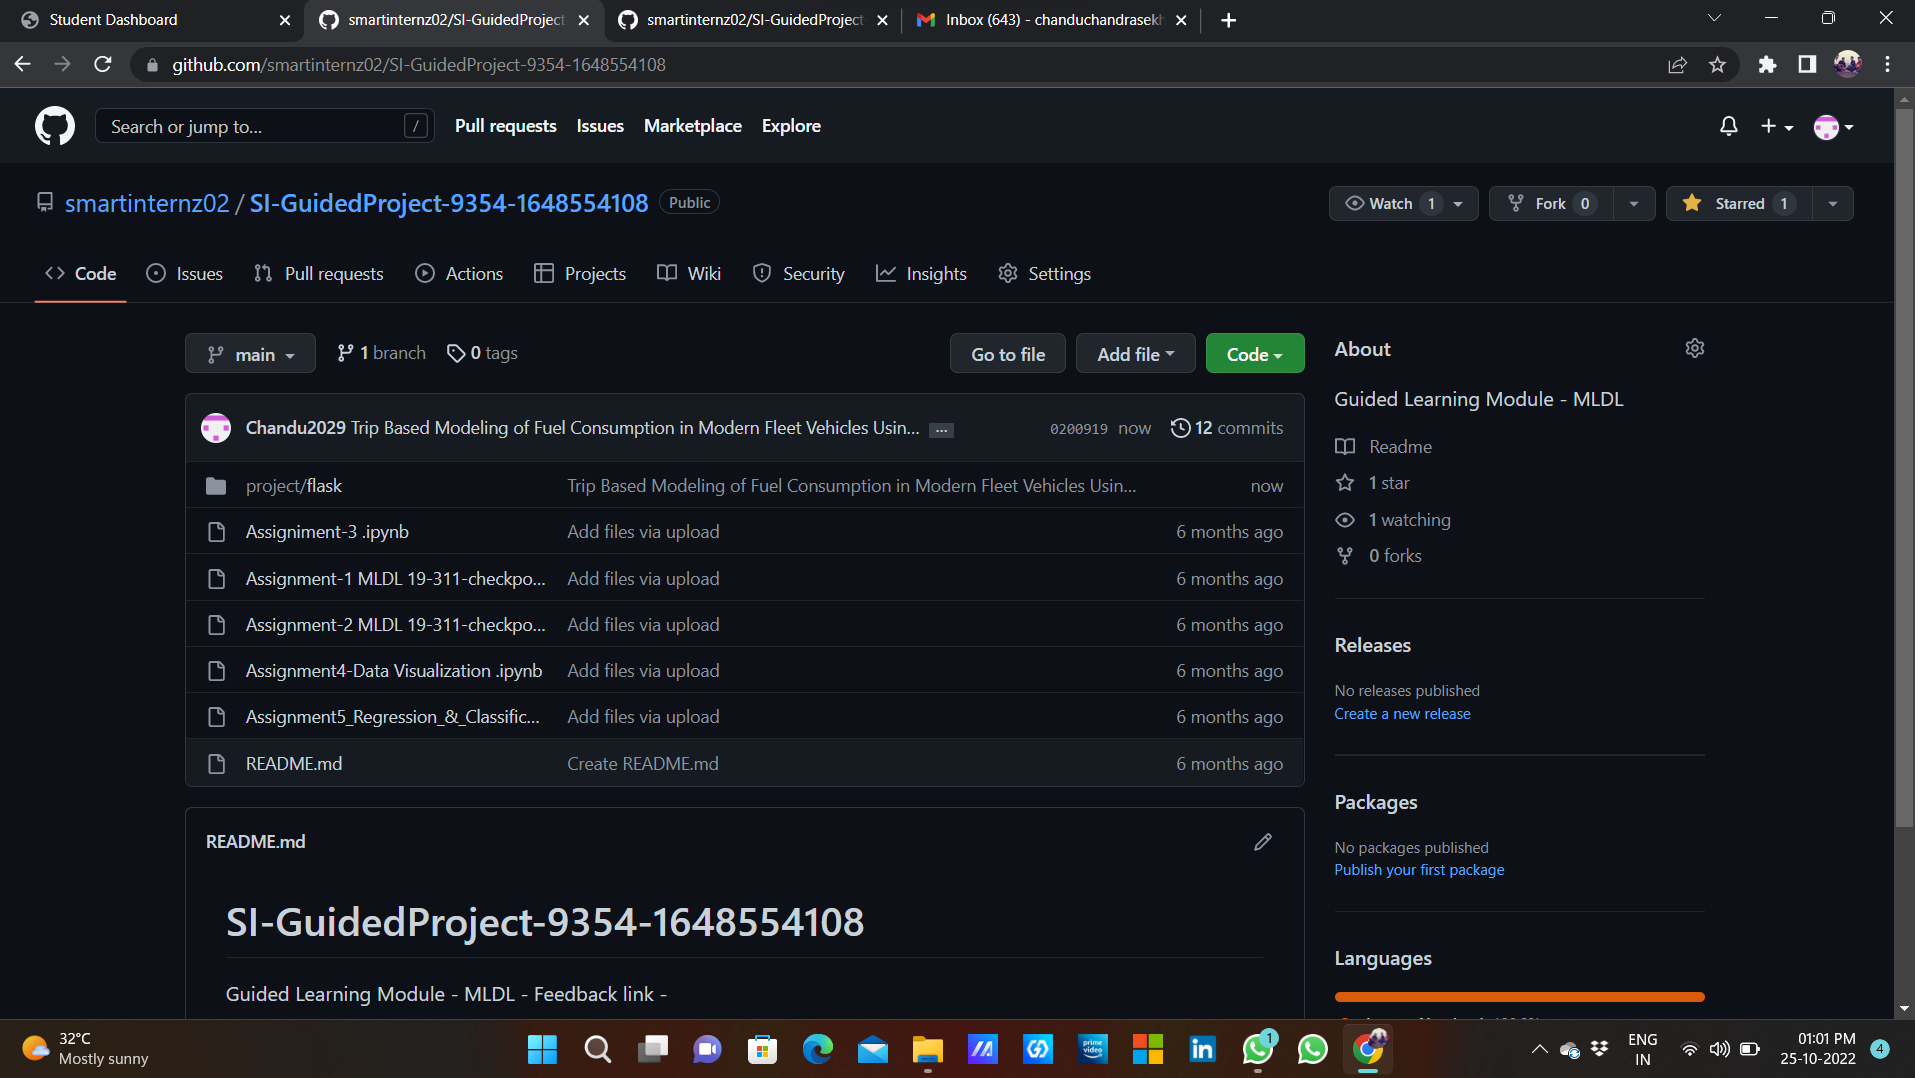 Student Dashboard
smartinternz02/SI-GuidedProject
smartinternz02/SI-GuidedProject
Inbox (643) - chanduchandrasekh
github.com/smartinternz02/SI-GuidedProject-9354-1648554108
Search or jump to...
/
Pull requests
Issues
Marketplace
Explore
smartinternz02 / SI-GuidedProject-9354-1648554108
Public
Watch 1
Fork 0
Starred 1
Code
Issues
Pull requests
Actions
Projects
Wiki
Security
Insights
Settings
main
1 branch
0 tags
Go to file
Add file
Code
Chandu2029 Trip Based Modeling of Fuel Consumption in Modern Fleet Vehicles Usin... ...
0200919 now
12 commits
project/flask
Trip Based Modeling of Fuel Consumption in Modern Fleet Vehicles Usin...
now
Assigniment-3 .ipynb
Add files via upload
6 months ago
Assignment-1 MLDL 19-311-checkpo...
Add files via upload
6 months ago
Assignment-2 MLDL 19-311-checkpo...
Add files via upload
6 months ago
Assignment4-Data Visualization .ipynb
Add files via upload
6 months ago
Assignment5_Regression_&_Classific...
Add files via upload
6 months ago
README.md
Create README.md
6 months ago
README.md
SI-GuidedProject-9354-1648554108
Guided Learning Module - MLDL - Feedback link -
About
Guided Learning Module - MLDL
Readme
1 star
1 watching
0 forks
Releases
No releases published
Create a new release
Packages
No packages published
Publish your first package
Languages
32°C
Mostly sunny
prime video
in
1
ENG
IN
01:01 PM
25-10-2022
4